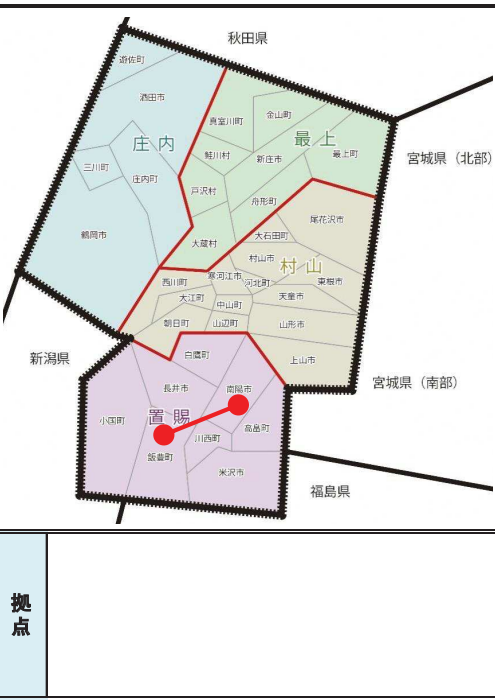 秋田県
遊佐町
酒田市
金山町
真室川町
庄内
最上
最上町
宮城県（北部）
鮭川村
新庄市
三川町
庄内町
戸沢村
舟形町
尾花沢市
鶴岡市
大石田町
大蔵村
村山市
村山
西川町
寒河江市
河北町
東根市
大江町
中山町
天童市
朝日町
山辺町
山形市
新潟県
白鷹町
上山市
宮城県（南部）
長井市
南陽市
小国町
置賜
高畠町
川西町
飯豊町
米沢市
福島県
拠点